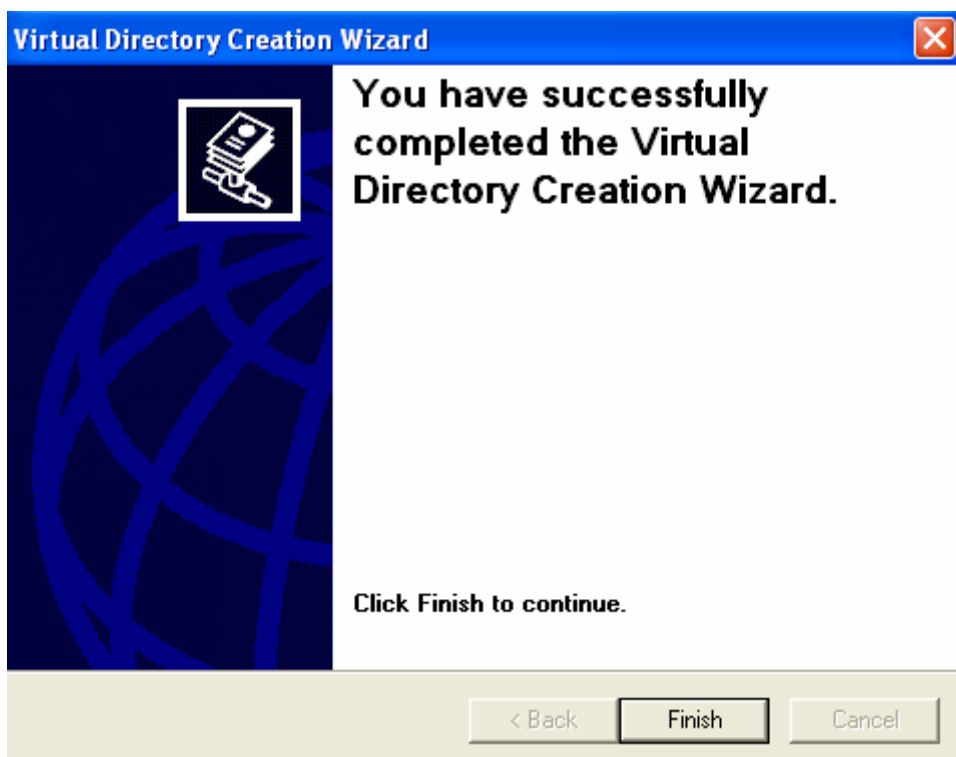 Virtual Directory Creation Wizard
You have successfully
completed the Virtual
Directory Creation Wizard.
Click Finish to continue.
< Back
Finish
Cancel